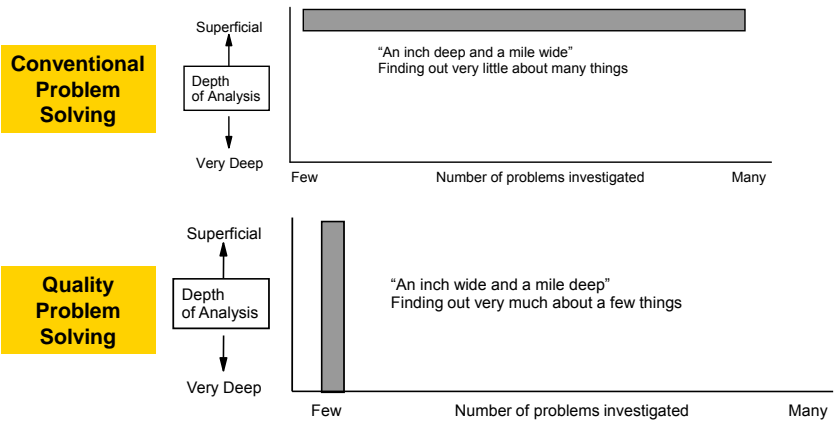 Conventional
Problem
Solving
Superficial
Depth
of Analysis
Very Deep
“An inch deep and a mile wide”
Finding out very little about many things
Few Number of problems investigated Many
Quality
Problem
Solving
Superficial
Depth
of Analysis
Very Deep
“An inch wide and a mile deep”
Finding out very much about a few things
Few Number of problems investigated Many